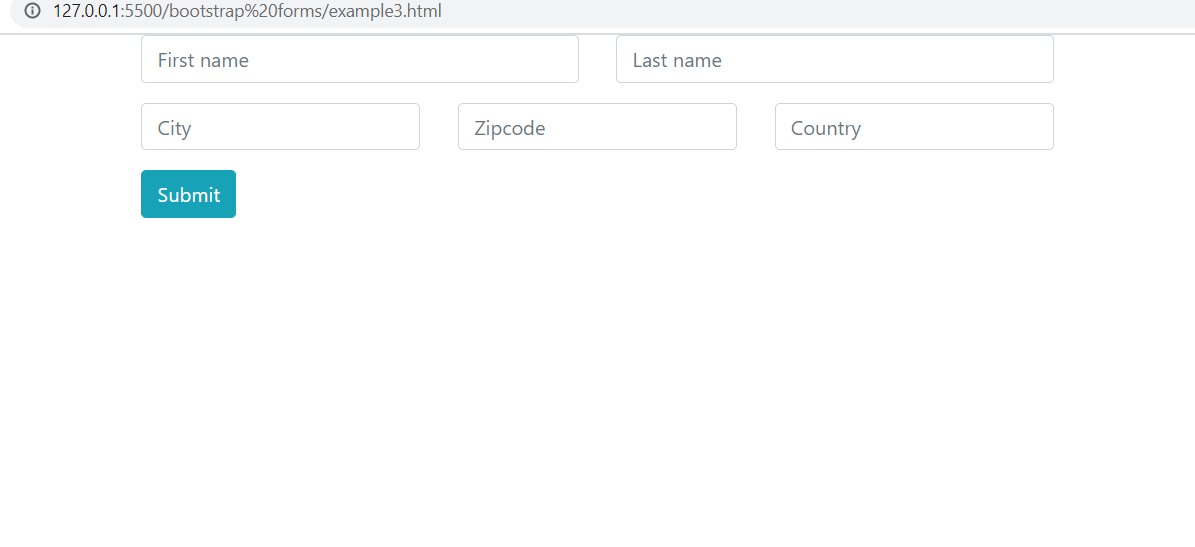 127.0.0.1:5500/bootstrap%20forms/example3.html
First name Last name
City Zipcode Country
Submit